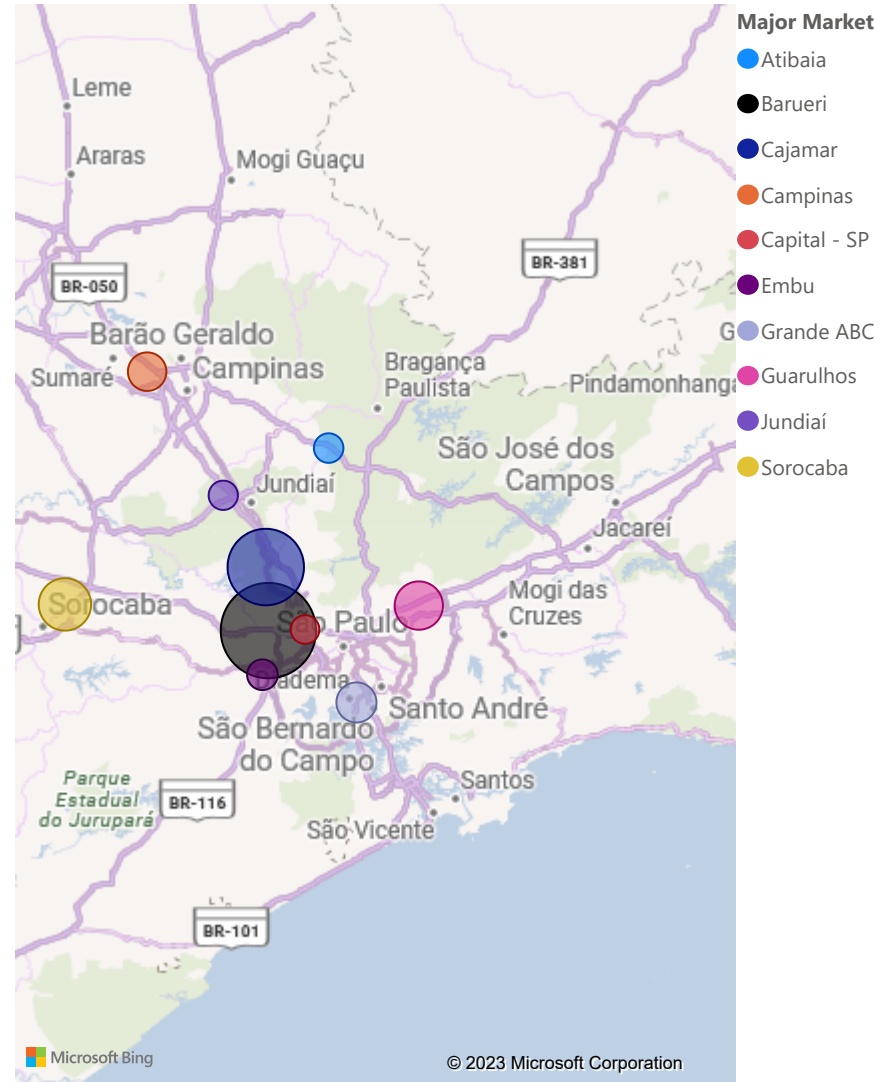 Major Market
Atibaia
Barueri
Cajamar
Campinas
Capital - SP
Embu
Grande ABC
Guarulhos
Jundiaí
Sorocaba
Leme
Araras
Mogi Guaçu
BR-381
BR-050
Barão Geraldo
Sumaré
Campinas
Bragança
Paulista
Pindamonhanga
São José dos
Campos
Jundiaí
Jacareí
Sorocaba
Mogi das
Cruzes
São Paulo
Diadema
Santo André
São Bernardo
do Campo
Parque
Estadual
do Jurupará
BR-116
Santos
São Vicente
BR-101
Microsoft Bing
© 2023 Microsoft Corporation